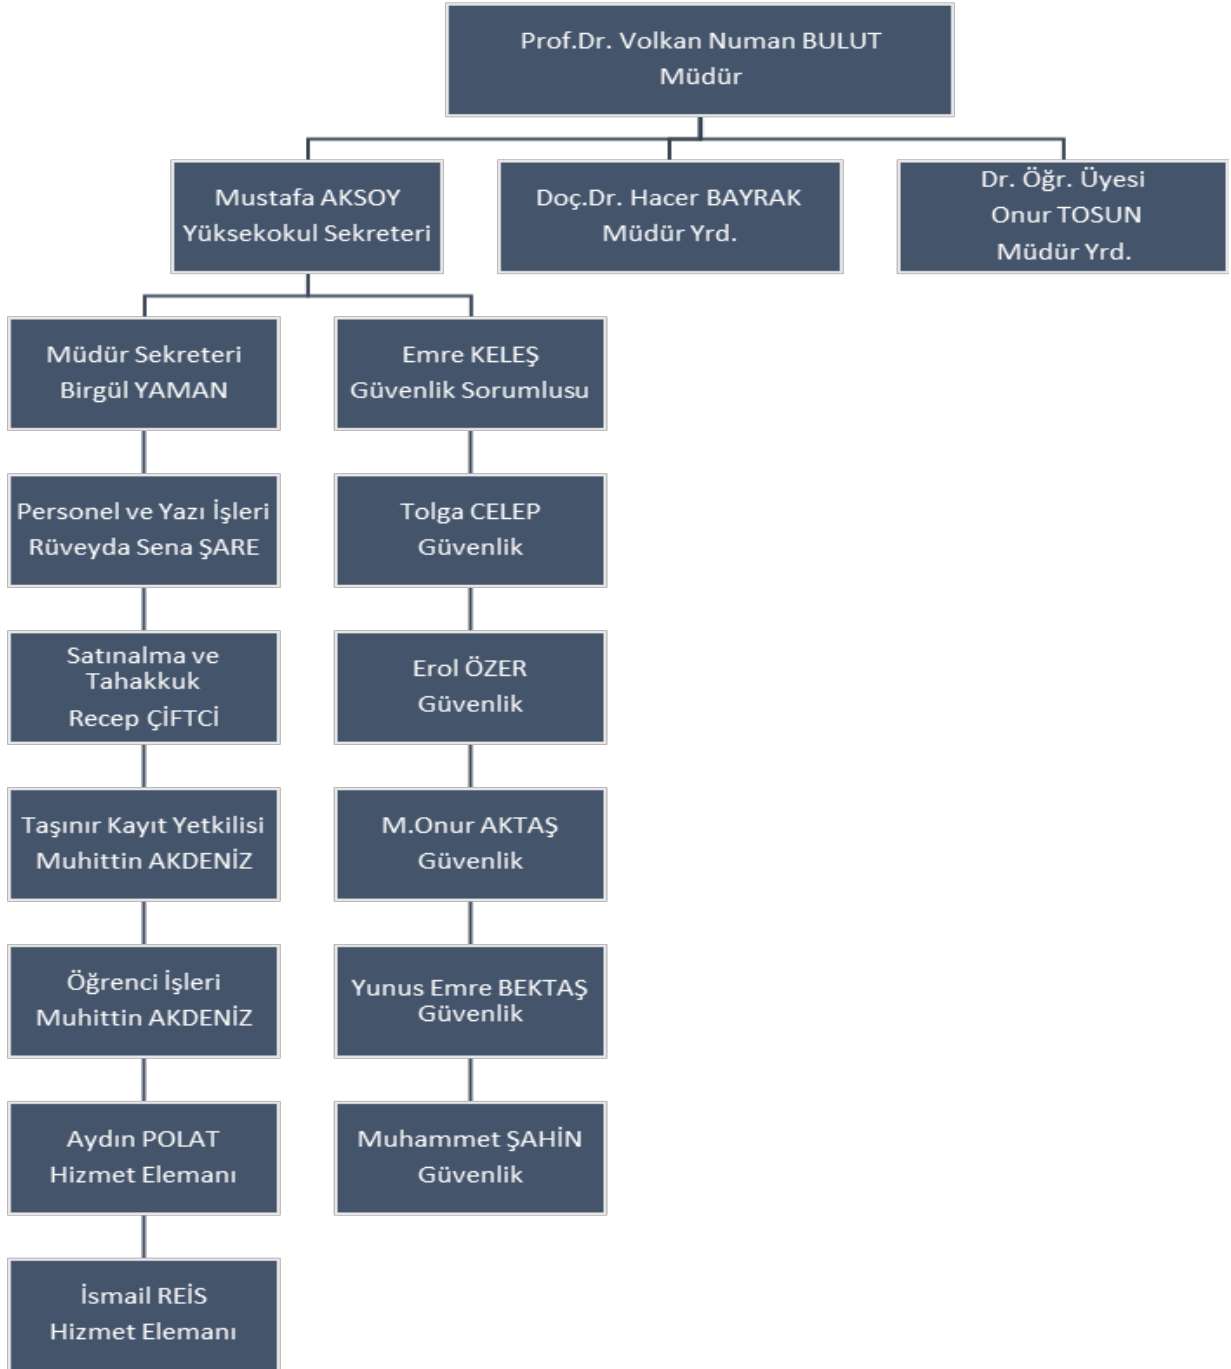 Prof.Dr. Volkan Numan BULUT
Müdür
Mustafa AKSOY
Yüksekokul Sekreteri
Doç.Dr. Hacer BAYRAK
Müdür Yrd.
Dr. Öğr. Üyesi
Onur TOSUN
Müdür Yrd.
Müdür Sekreteri
Birgül YAMAN
Personel ve Yazı İşleri
Rüveyda Sena ŞARE
Satınalma ve
Tahakkuk
Recep ÇİFTCİ
Taşınır Kayıt Yetkilisi
Muhittin AKDENİZ
Öğrenci İşleri
Muhittin AKDENİZ
Aydın POLAT
Hizmet Elemanı
İsmail REİS
Hizmet Elemanı
Emre KELEŞ
Güvenlik Sorumlusu
Tolga CELEP
Güvenlik
Erol ÖZER
Güvenlik
M.Onur AKTAŞ
Güvenlik
Yunus Emre BEKTAŞ
Güvenlik
Muhammet ŞAHİN
Güvenlik